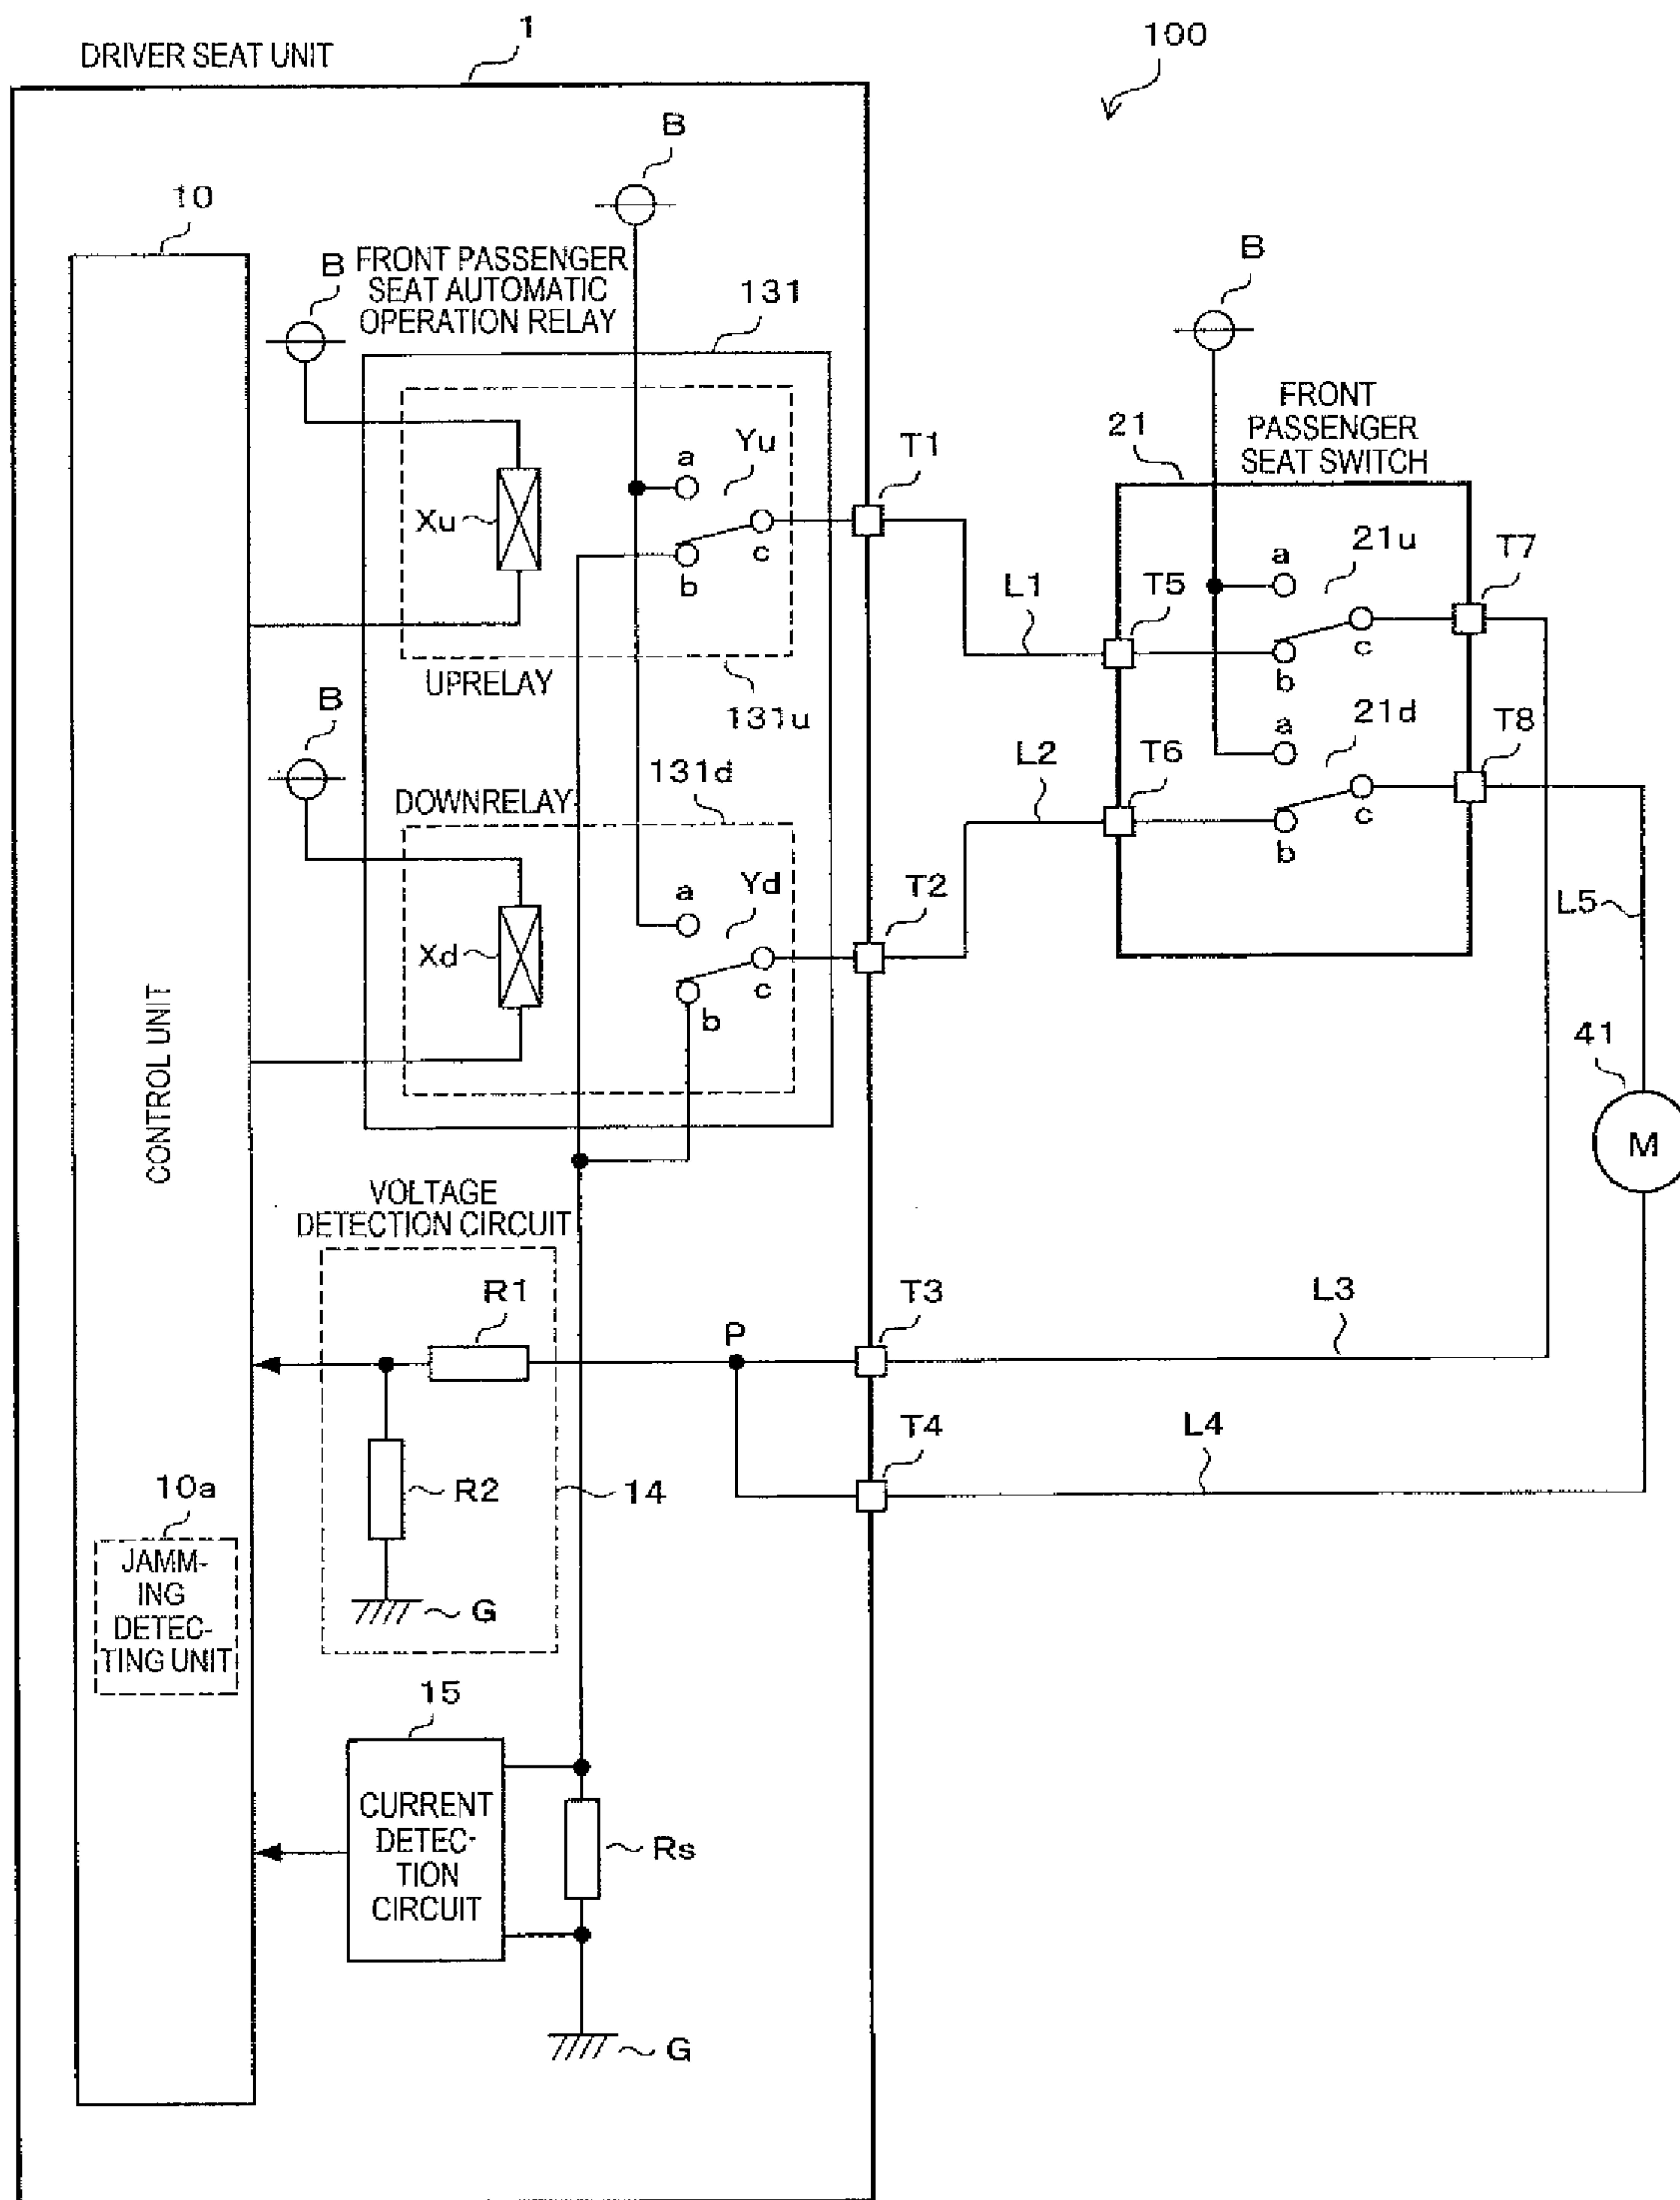 DRIVER SEAT UNIT
1
100
B
10
B
FRONT PASSENGER
SEAT AUTOMATIC
OPERATION RELAY
131
B
FRONT
PASSENGER
SEAT SWITCH
21
Xu
a
Yu
b
c
T1
L1
T5
a
21u
b
c
T7
UPRELAY
131u
B
131d
DOWNRELAY
L2
T6
a
21d
b
c
T8
Xd
a
Yd
b
c
T2
L5
CONTROL UNIT
41
M
VOLTAGE
DETECTION CIRCUIT
R1
P
T3
L3
R2
14
T4
L4
G
10a
JAMM-
ING
DETEC-
TING UNIT
15
CURRENT
DETEC-
TION
CIRCUIT
Rs
G